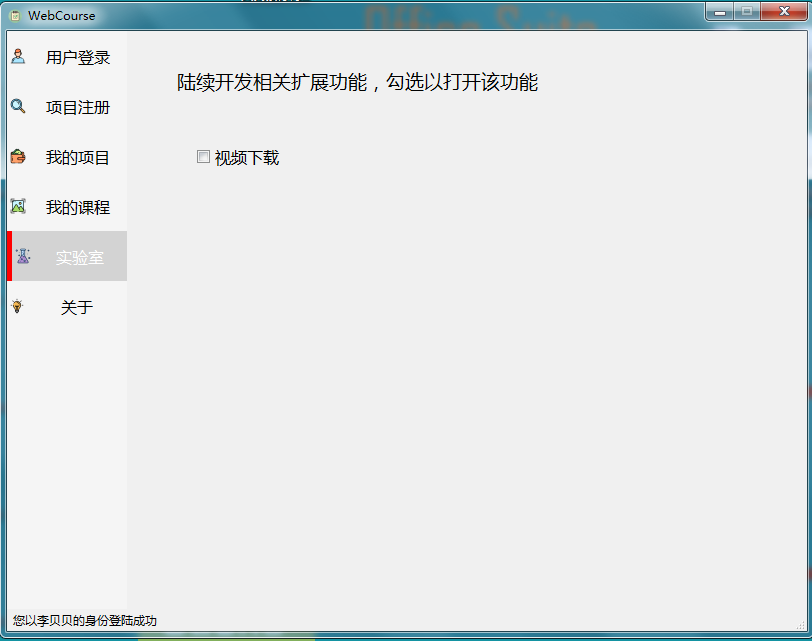 Office Suite
WebCourse
用户登录
项目注册
我的项目
我的课程
实验室
关于
陆续开发相关扩展功能，勾选以打开该功能
视频下载
您以李贝贝的身份登陆成功